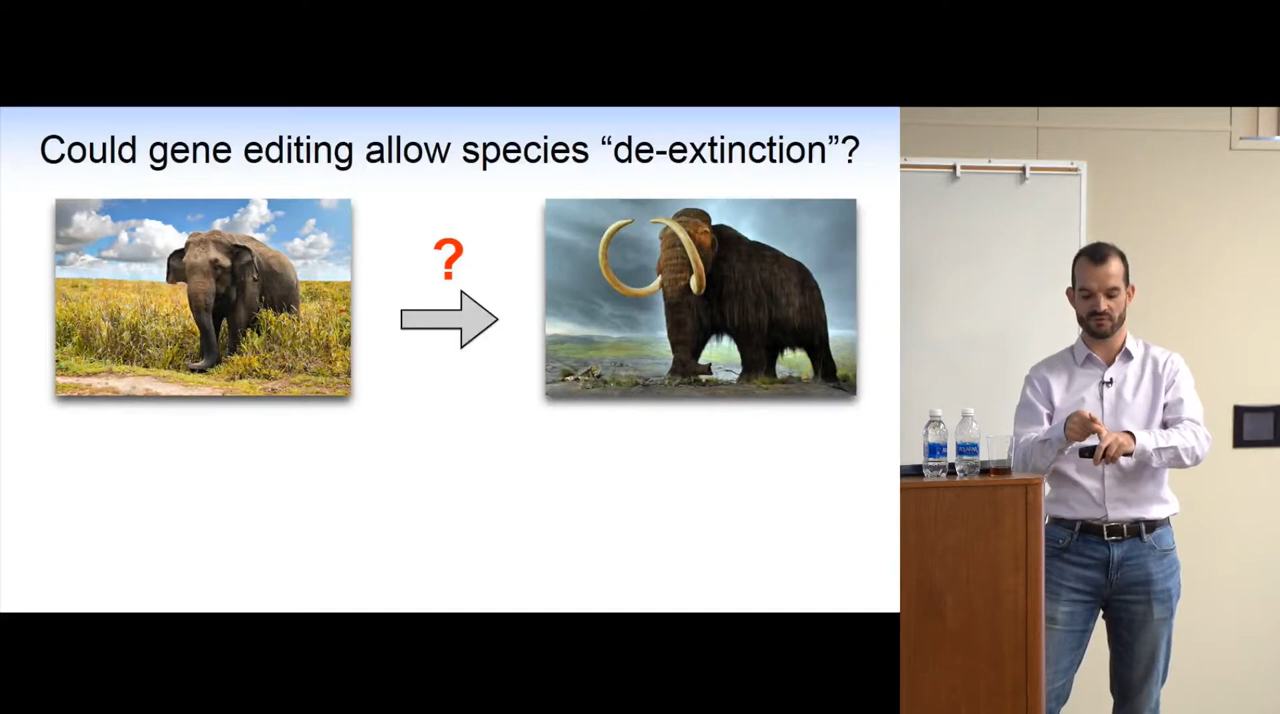 Could gene editing allow species “de-extinction”?
?